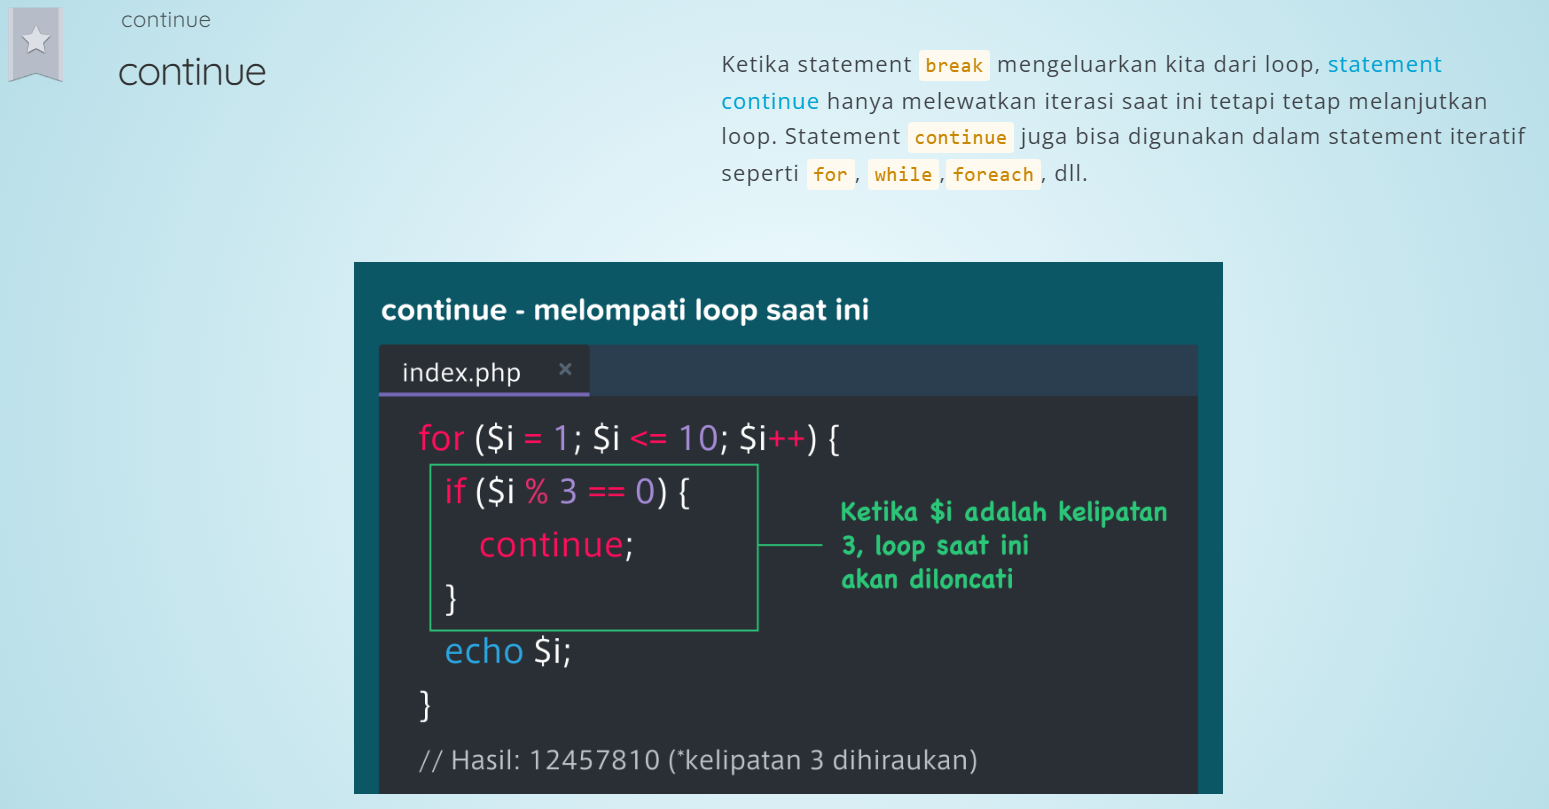 continue
continue
Ketika statement break mengeluarkan kita dari loop, statement
continue hanya melewatkan iterasi saat ini tetapi tetap melanjutkan
loop. Statement continue juga bisa digunakan dalam statement iteratif
seperti for, while,foreach, dll.
continue - melompati loop saat ini
index.php ×
for ($i = 1; $i <= 10; $i++) {
if ($i % 3 == 0) {
continue;
}
Ketika $i adalah kelipatan
3, loop saat ini
akan diloncati
echo $i;
}
// Hasil: 12457810 (*kelipatan 3 dihiraukan)